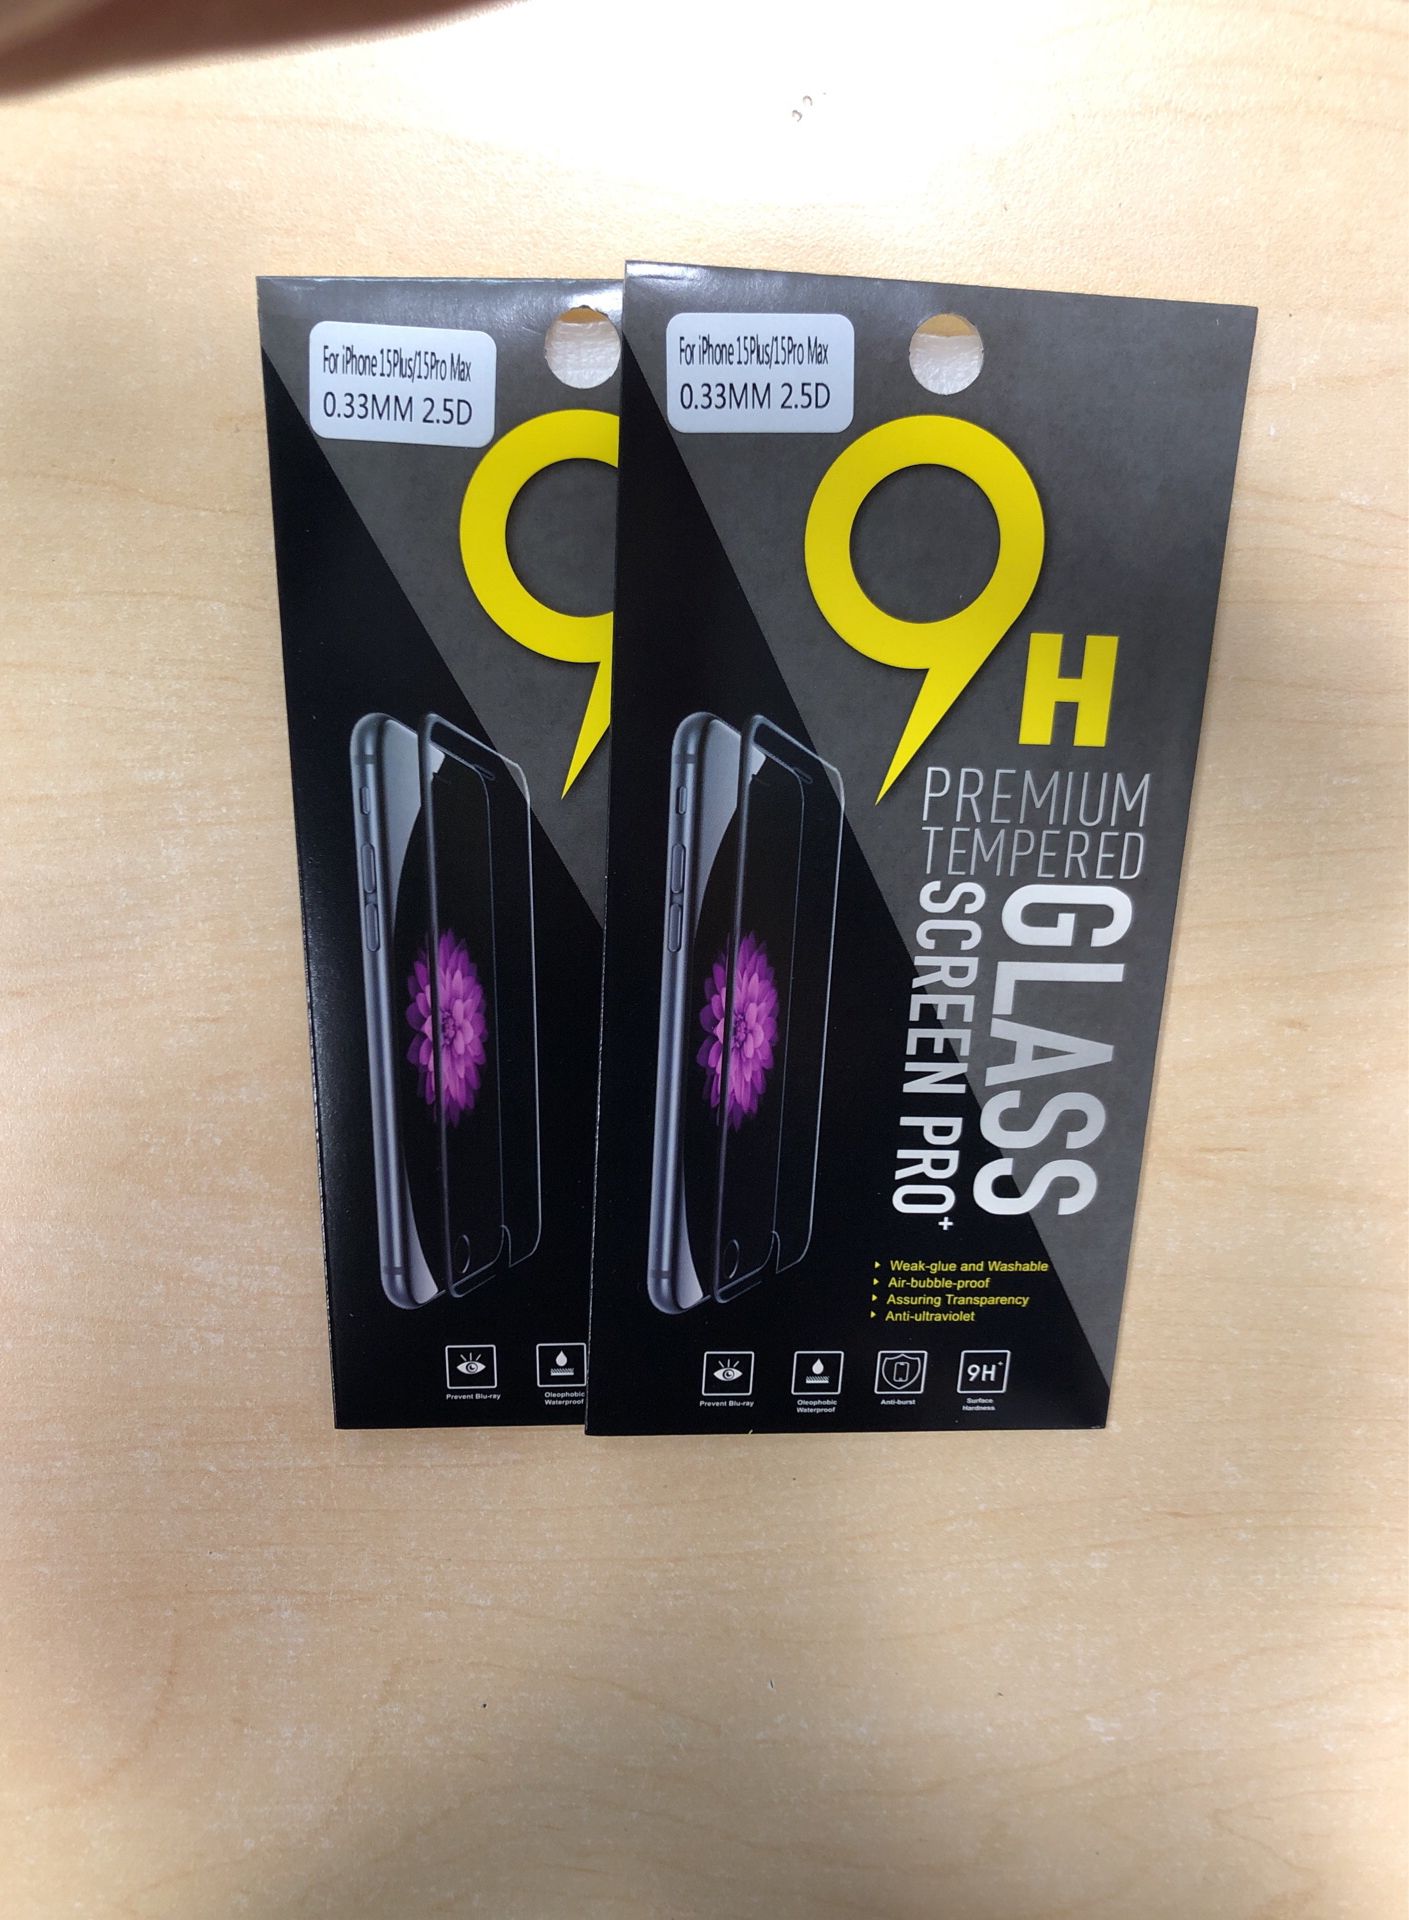 For iPhone 15Plus/15Pro Max
0.33MM 2.5D
9
Prevent Blu-ray
Oleophobic
Waterproof
For iPhone 15Plus/15Pro Max
0.33MM 2.5D
9H
PREMIUM
TEMPERED
GLASS
SCREEN PRO+
Weak-glue and Washable
Air-bubble-proof
Assuring Transparency
Anti-ultraviolet
9H+
Prevent Blu-ray
Oleophobic
Waterproof
Anti-burst
Surface
Hardness